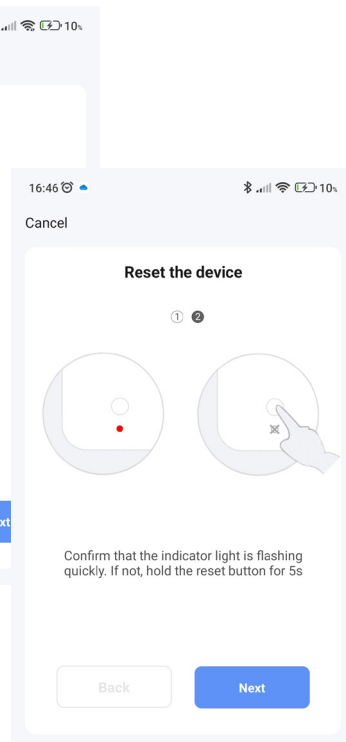 10%
16:46
10%
Cancel
Reset the device
1 2
xt
Confirm that the indicator light is flashing
quickly. If not, hold the reset button for 5s
Back
Next